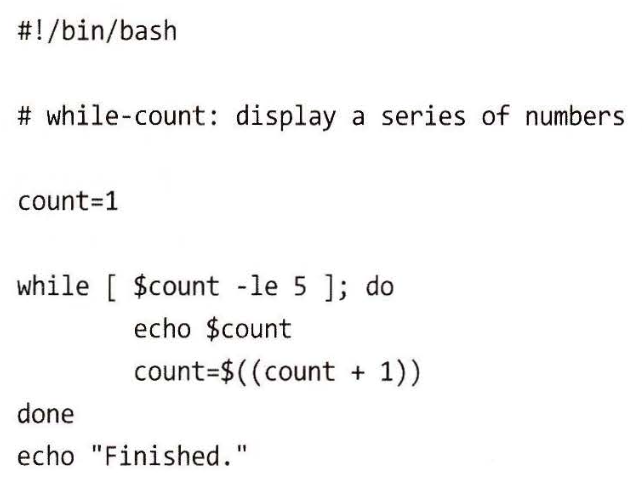 #!/bin/bash
# while-count: display a series of numbers
count=1
while [ $count -le 5 ]; do
echo $count
count=$((count + 1))
done
echo "Finished."